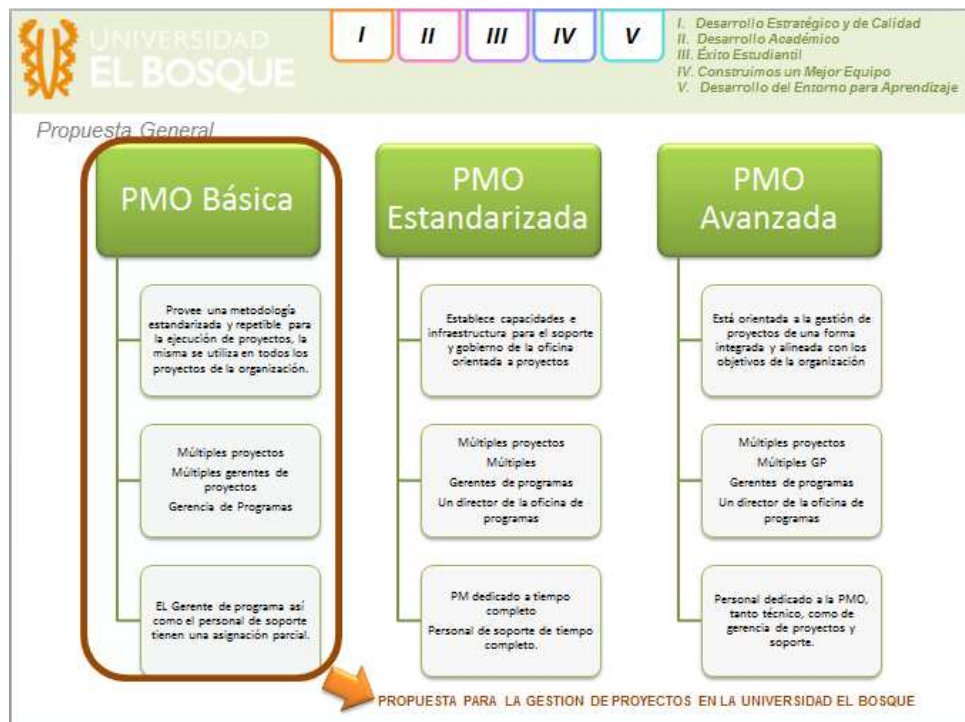 UNIVERSIDAD
EL BOSQUE
I
II
III
IV
V
I. Desarrollo Estratégico y de Calidad
II. Desarrollo Académico
III. Éxito Estudiantil
IV. Construimos un Mejor Equipo
V. Desarrollo del Entorno para Aprendizaje
Propuesta General
PMO Básica
Provee una metodología
estandarizada y repetible para
la ejecución de proyectos, la
misma se utiliza en todos los
proyectos de la organización.
Múltiples proyectos
Múltiples gerentes de
proyectos
Gerencia de Programas
EL Gerente de programa así
como el personal de soporte
tienen una asignación parcial.
PMO
Estandarizada
Establece capacidades e
infraestructura para el soporte
y gobierno de la oficina
orientada a proyectos
Múltiples proyectos
Múltiples
Gerentes de programas
Un director de la oficina de
programas
PM dedicado a tiempo
completo
Personal de soporte de tiempo
completo.
PMO
Avanzada
Está orientada a la gestión de
proyectos de una forma
integrada y alineada con los
objetivos de la organización
Múltiples proyectos
Múltiples GP
Gerentes de programas
Un director de la oficina de
programas
Personal dedicado a la PMO,
tanto técnico, como de
gerencia de proyectos y
soporte.
PROPUESTA PARA LA GESTION DE PROYECTOS EN LA UNIVERSIDAD EL BOSQUE